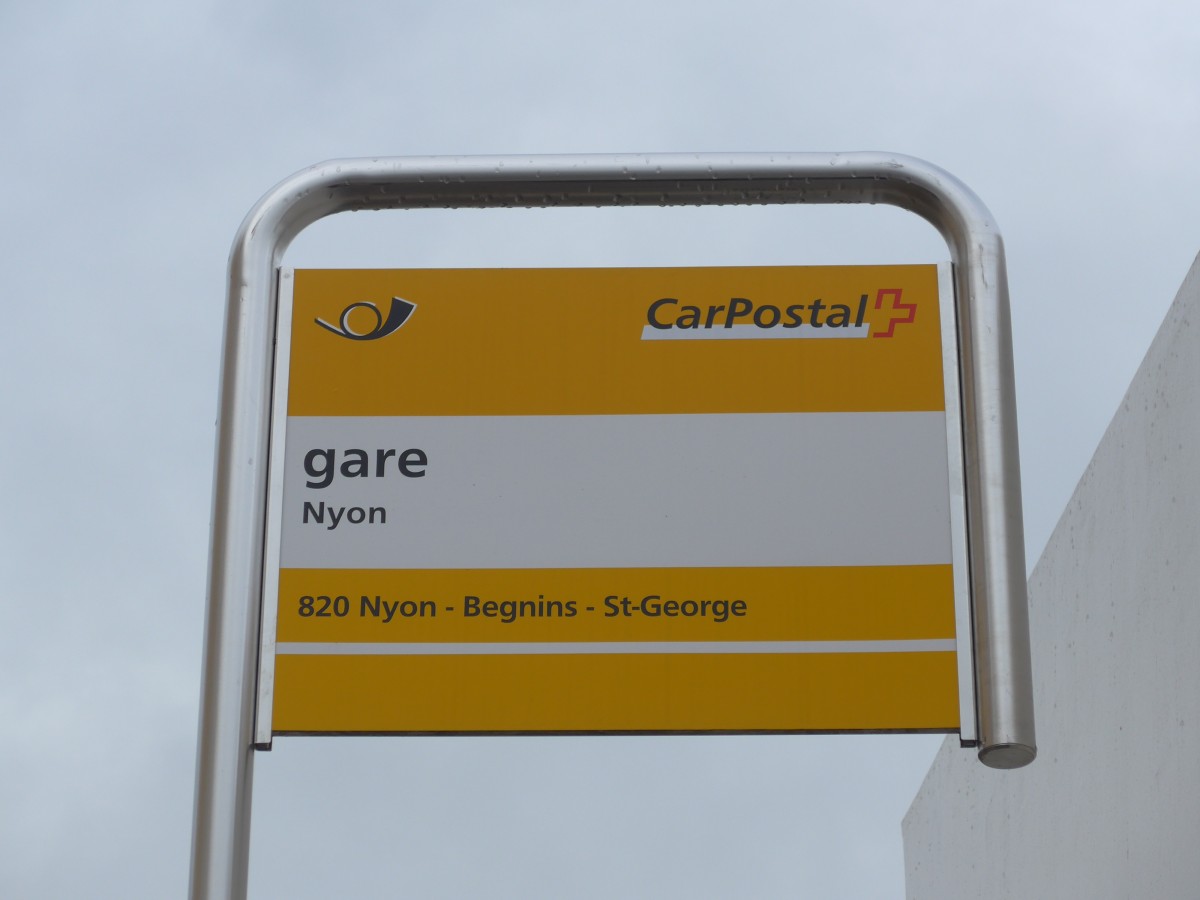 CarPostal
gare
Nyon
820 Nyon - Begnins - St-George